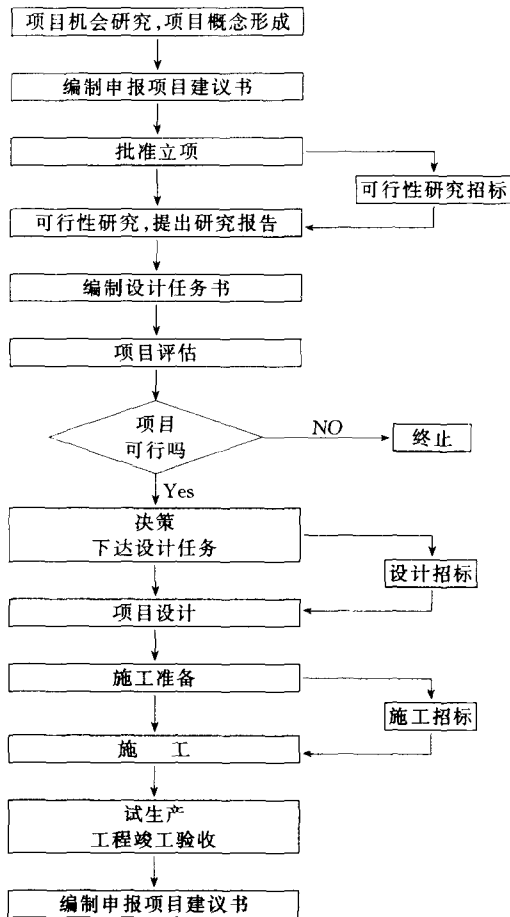 项目机会研究,项目概念形成
编制申报项目建议书
批准立项
可行性研究招标
可行性研究,提出研究报告
编制设计任务书
项目评估
项目
可行吗
NO
终止
Yes
决策
下达设计任务
设计招标
项目设计
施工准备
施工招标
施 工
试生产
工程竣工验收
编制申报项目建议书